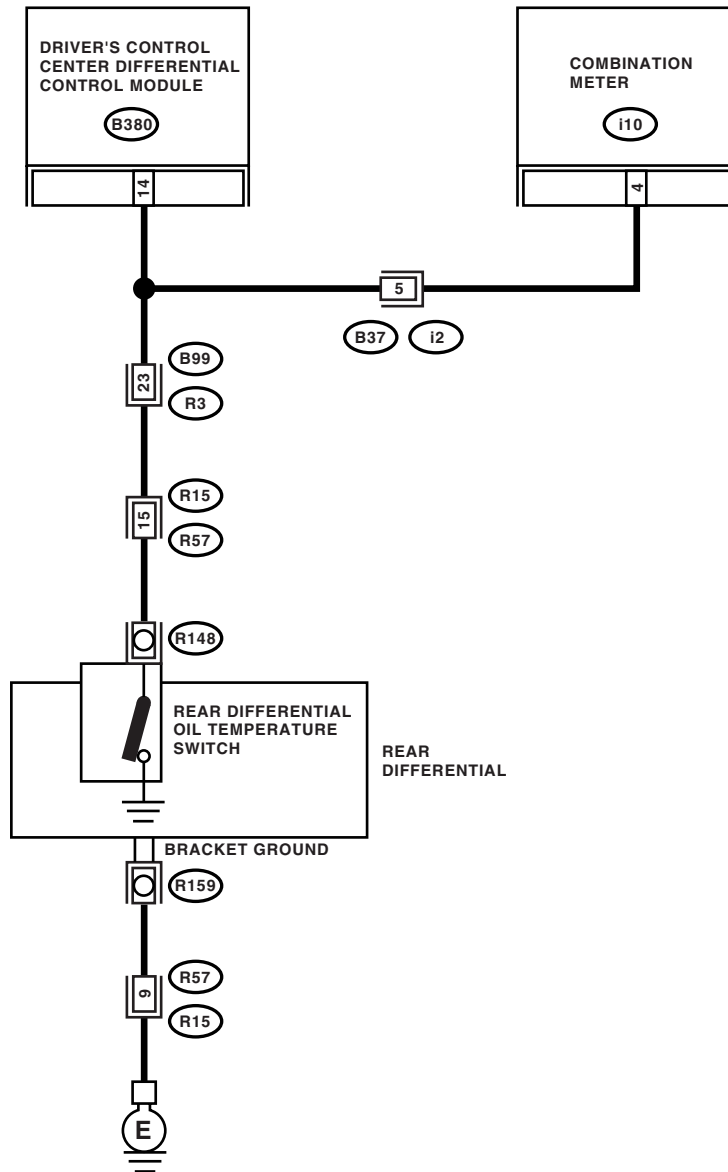 DRIVER'S CONTROL
CENTER DIFFERENTIAL
CONTROL MODULE
B380
14
COMBINATION
METER
i10
4
5
B37
i2
23
B99
R3
15
R15
R57
R148
REAR DIFFERENTIAL
OIL TEMPERATURE
SWITCH
REAR
DIFFERENTIAL
BRACKET GROUND
R159
9
R57
R15
E